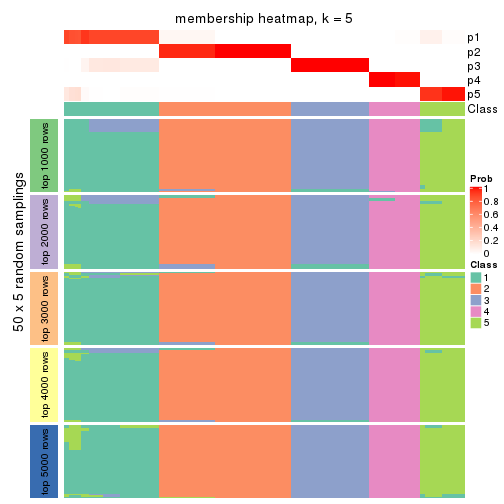 membership heatmap, k = 5
p1
p2
p3
p4
p5
Class
50 x 5 random samplings
top 1000 rows
top 2000 rows
top 3000 rows
top 4000 rows
top 5000 rows
Prob
1
0.8
0.6
0.4
0.2
0
Class
1
2
3
4
5